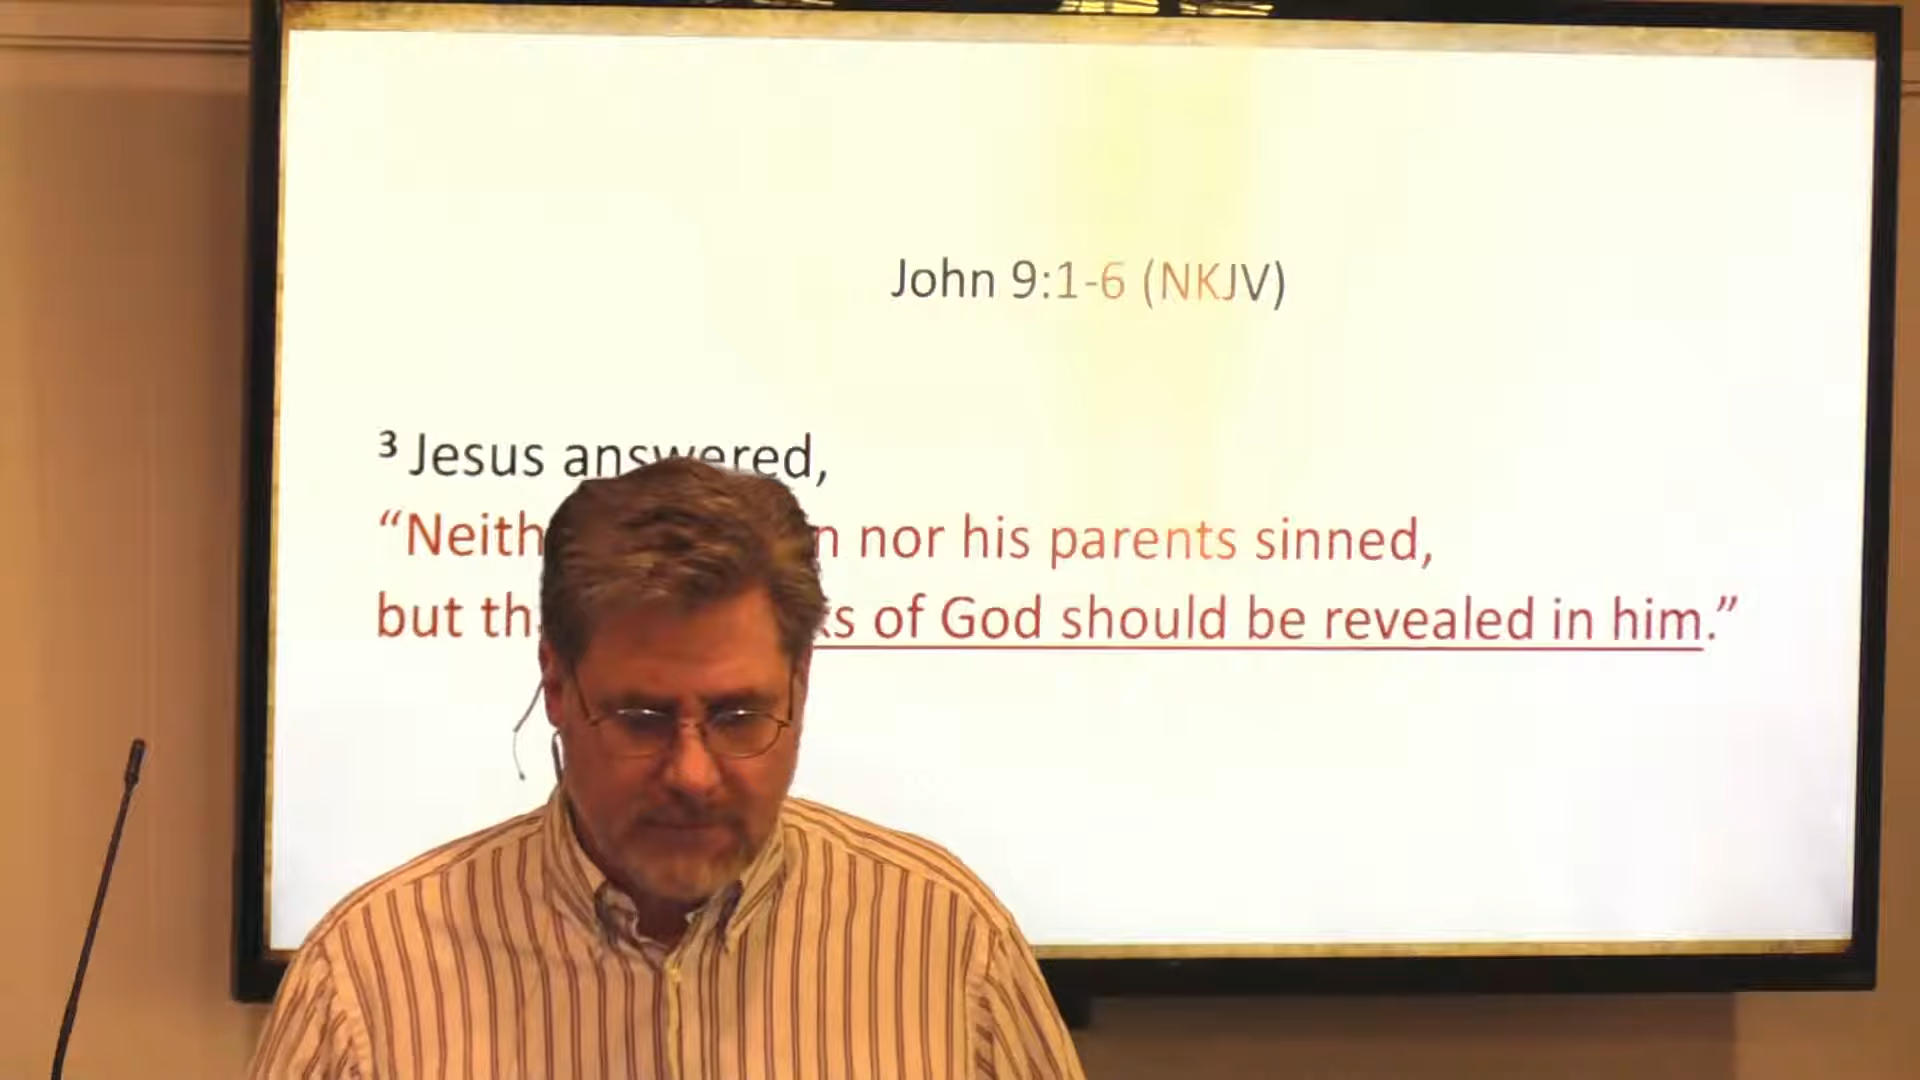 John 9:1-6 (NKJV)
³ Jesus answered,
“Neith n nor his parents sinned,
but th ks of God should be revealed in him.”